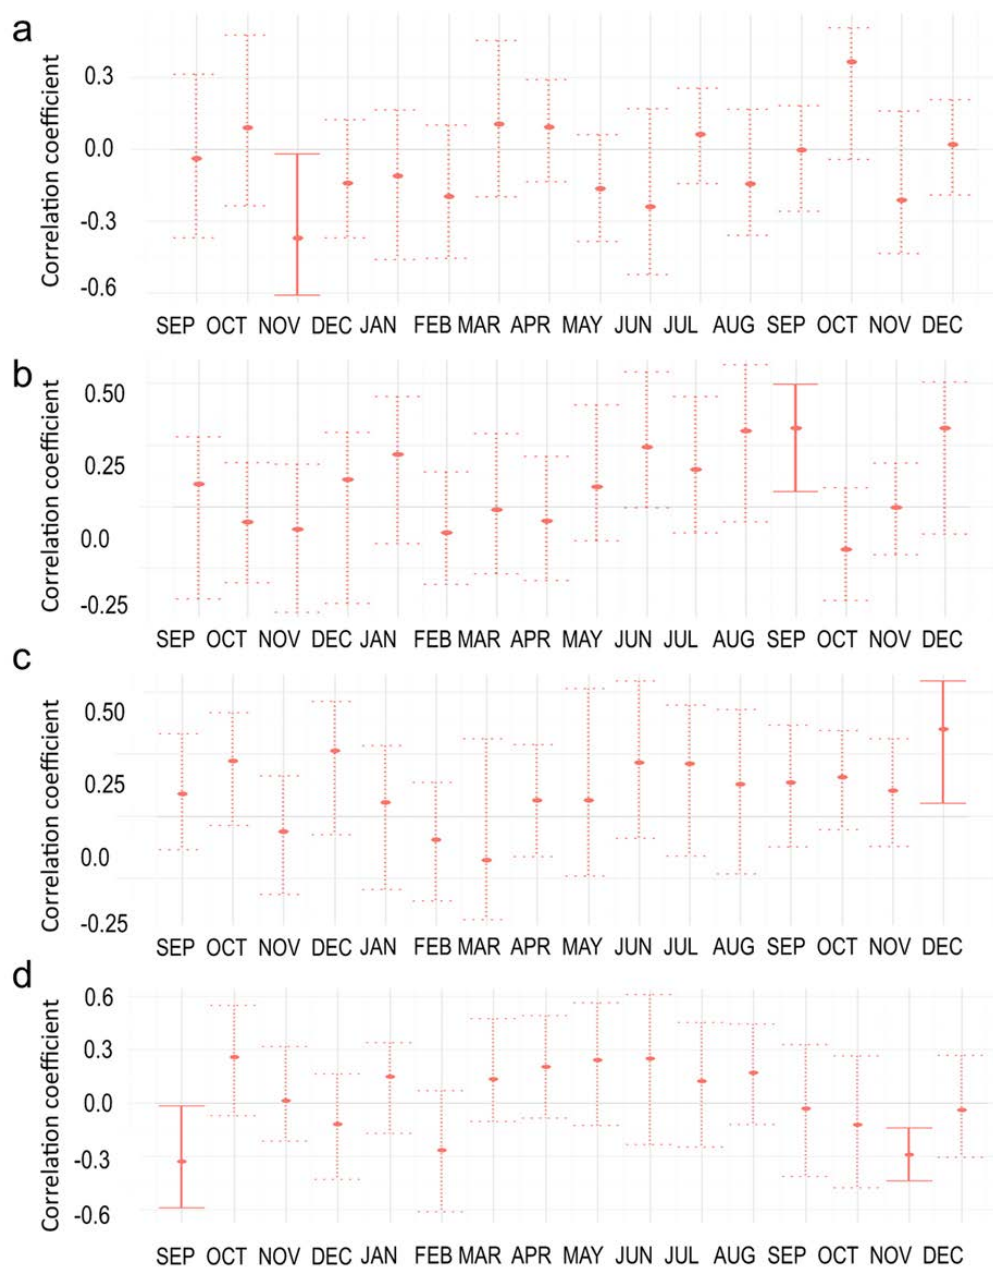 a
Correlation coefficient
0.3
0.0
-0.3
-0.6
SEP OCT NOV DEC JAN FEB MAR APR MAY JUN JUL AUG SEP OCT NOV DEC
b
Correlation coefficient
0.50
0.25
0.0
-0.25
SEP OCT NOV DEC JAN FEB MAR APR MAY JUN JUL AUG SEP OCT NOV DEC
c
Correlation coefficient
0.50
0.25
0.0
-0.25
SEP OCT NOV DEC JAN FEB MAR APR MAY JUN JUL AUG SEP OCT NOV DEC
d
Correlation coefficient
0.6
0.3
0.0
-0.3
-0.6
SEP OCT NOV DEC JAN FEB MAR APR MAY JUN JUL AUG SEP OCT NOV DEC